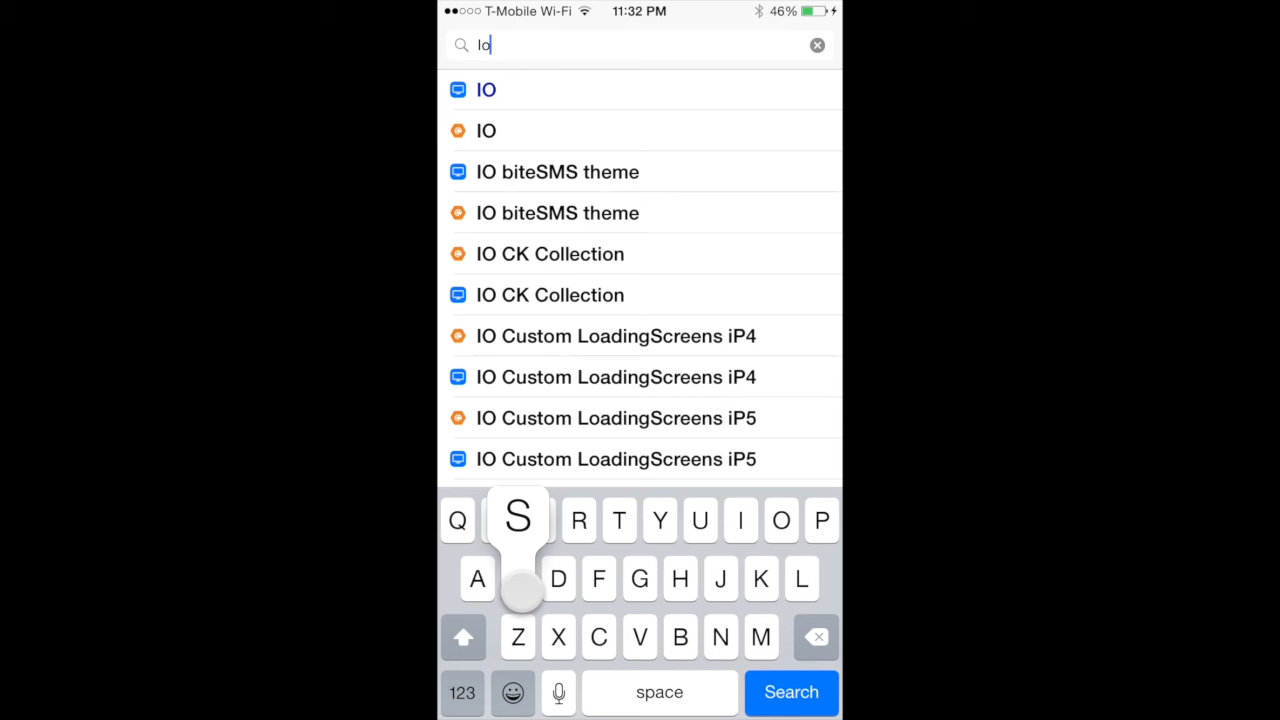 T-Mobile Wi-Fi 11:32 PM 46%
Io
IO
IO
IO biteSMS theme
IO biteSMS theme
IO CK Collection
IO CK Collection
IO Custom LoadingScreens iP4
IO Custom LoadingScreens iP4
IO Custom LoadingScreens iP5
IO Custom LoadingScreens iP5
Q S R T Y U I O P
A D F G H J K L
Z X C V B N M
123 space Search